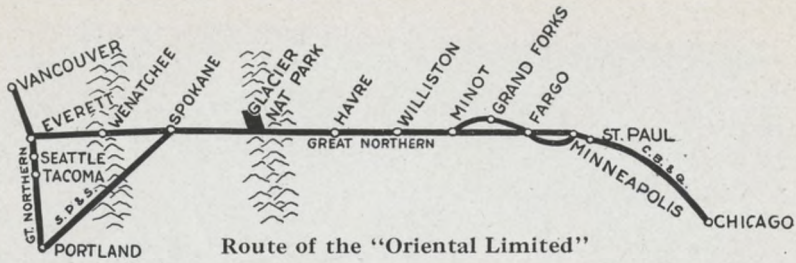 VANCOUVER
EVERETT
WENATCHEE
SPOKANE
GLACIER
NAT PARK
HAVRE
WILLISTON
MINOT
GRAND FORKS
FARGO
ST. PAUL
MINNEAPOLIS
GREAT NORTHERN
C.B.& Q.
CHICAGO
GT. NORTHERN
SEATTLE
TACOMA
S.P & S.
PORTLAND
Route of the “Oriental Limited”